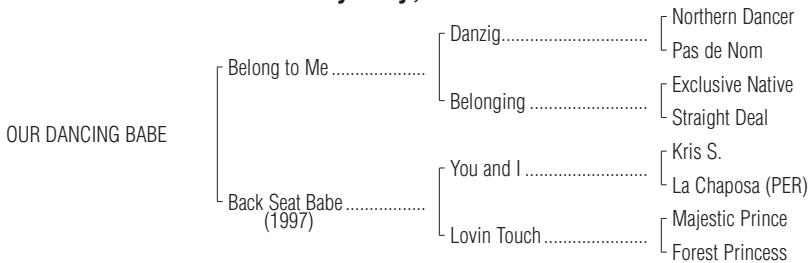 Northern Dancer
Danzig
Pas de Nom
Belong to Me
Exclusive Native
Belonging
Straight Deal
OUR DANCING BABE
Kris S.
You and I
La Chaposa (PER)
Back Seat Babe
(1997)
Majestic Prince
Lovin Touch
Forest Princess